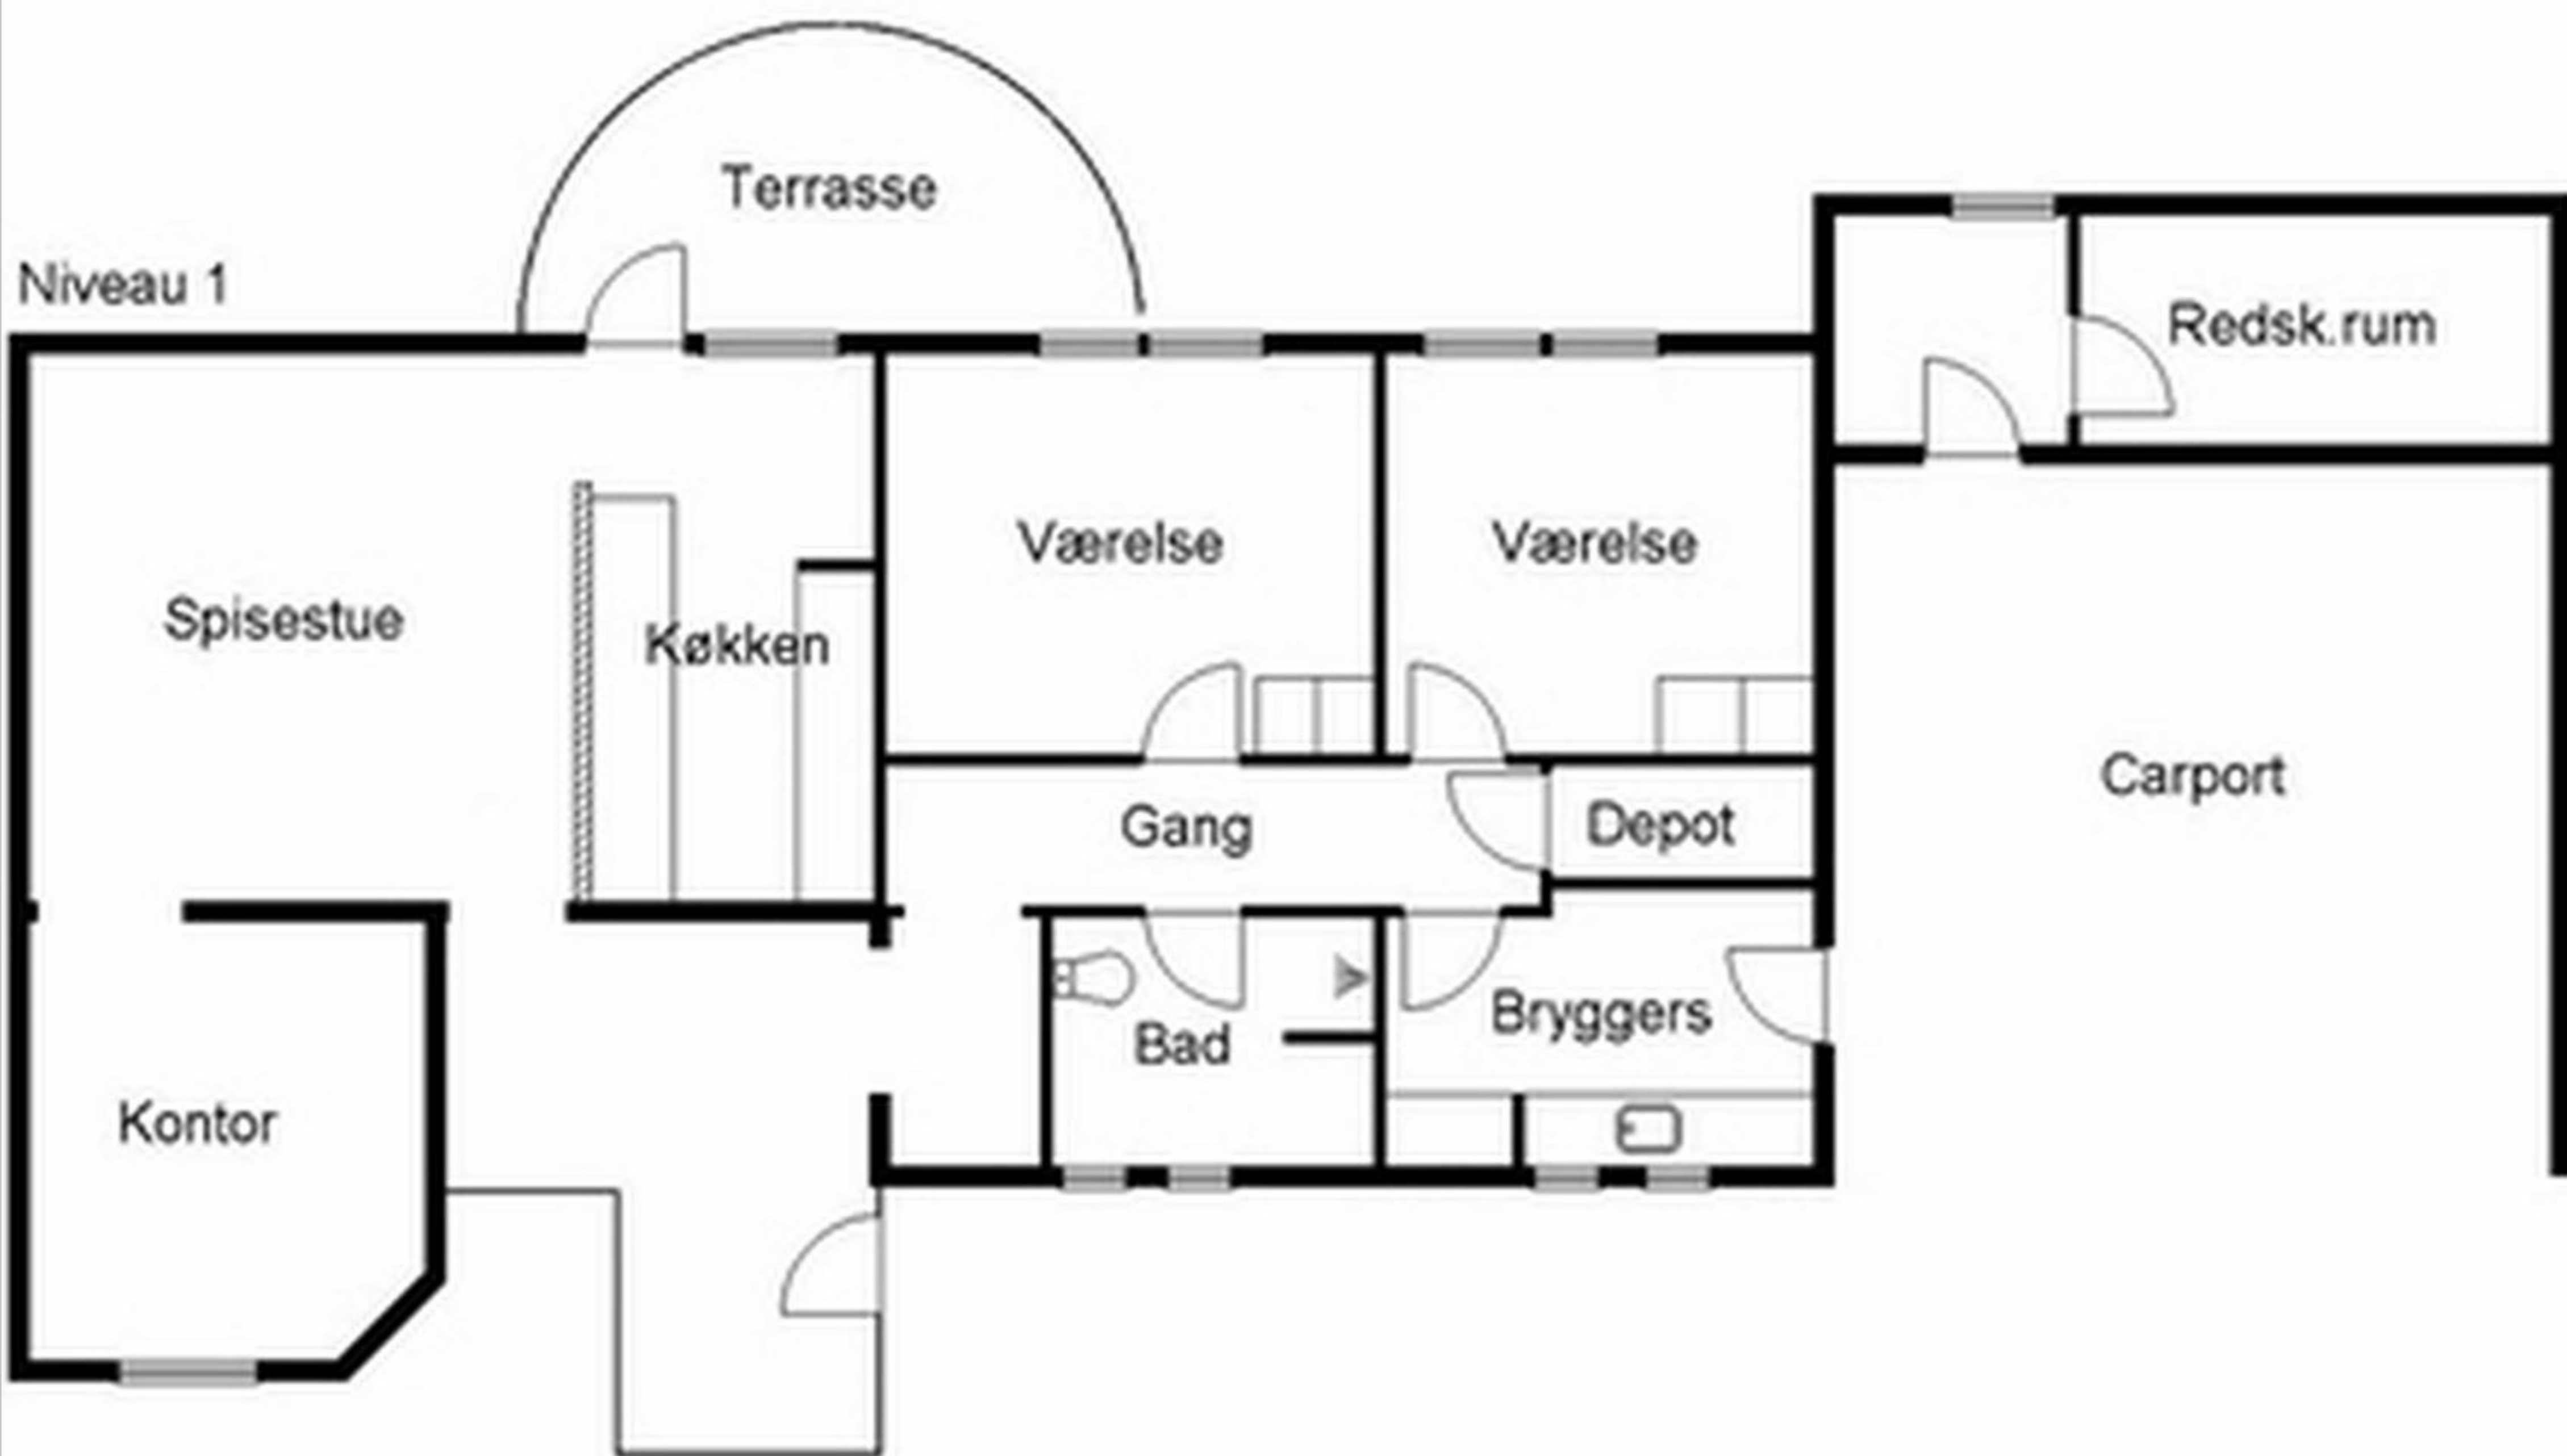 Terrasse
Niveau 1
Redsk.rum
Værelse
Værelse
Spisestue
Køkken
Carport
Gang
Depot
Bryggers
Bad
Kontor